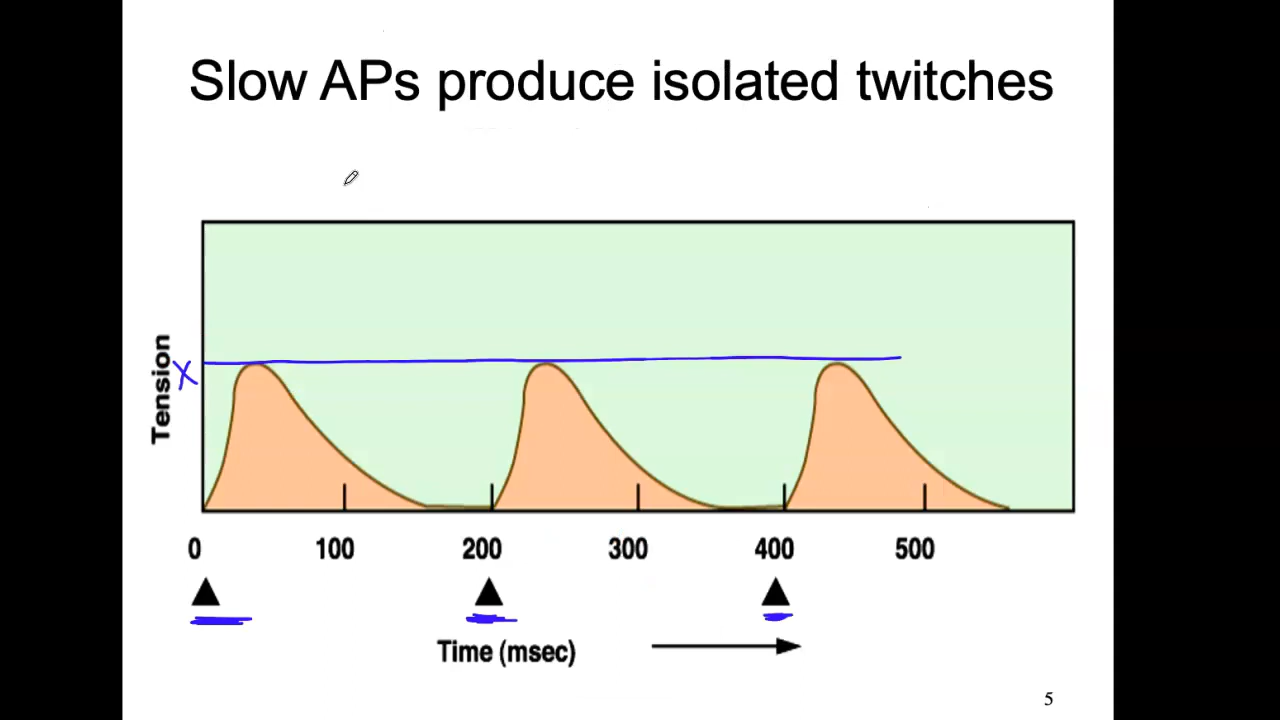 Slow APs produce isolated twitches
Tension
X
0 100 200 300 400 500
Time (msec)
5